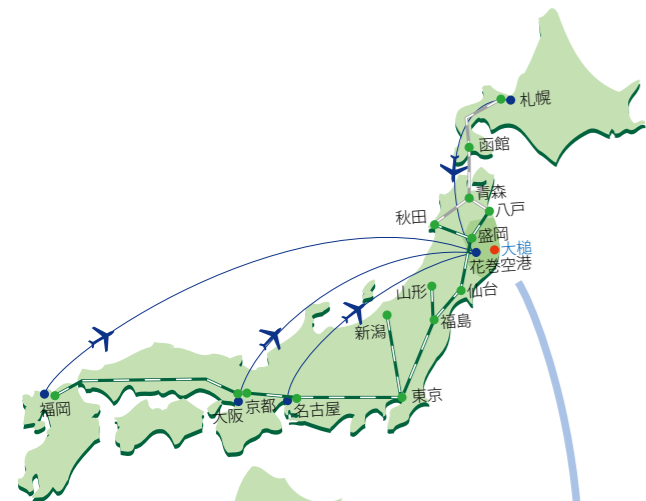 札幌
函館
青森
八戸
秋田
盛岡
大槌
花巻空港
山形
仙台
新潟
福島
福岡
大阪
京都
名古屋
東京